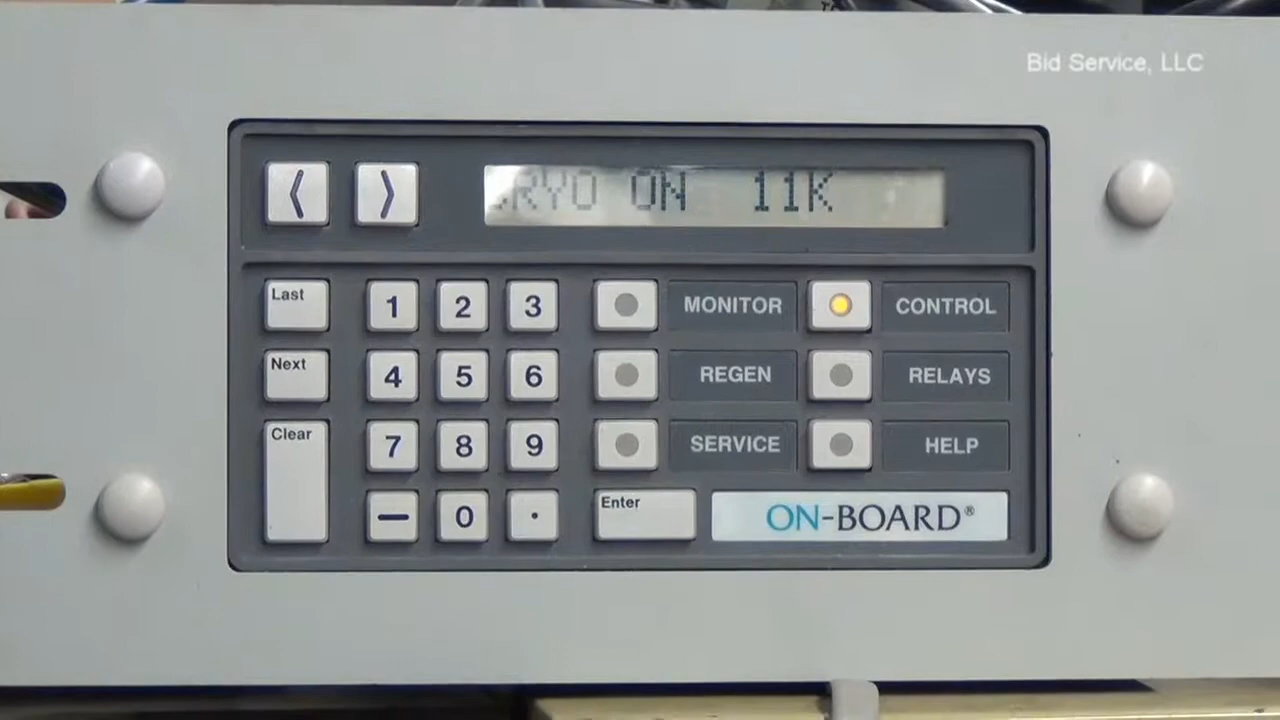 Bid Service, LLC
⟨ ⟩ CRYO ON 11K
Last 1 2 3 MONITOR CONTROL
Next 4 5 6 REGEN RELAYS
Clear 7 8 9 SERVICE HELP
— 0 . Enter ON-BOARD®